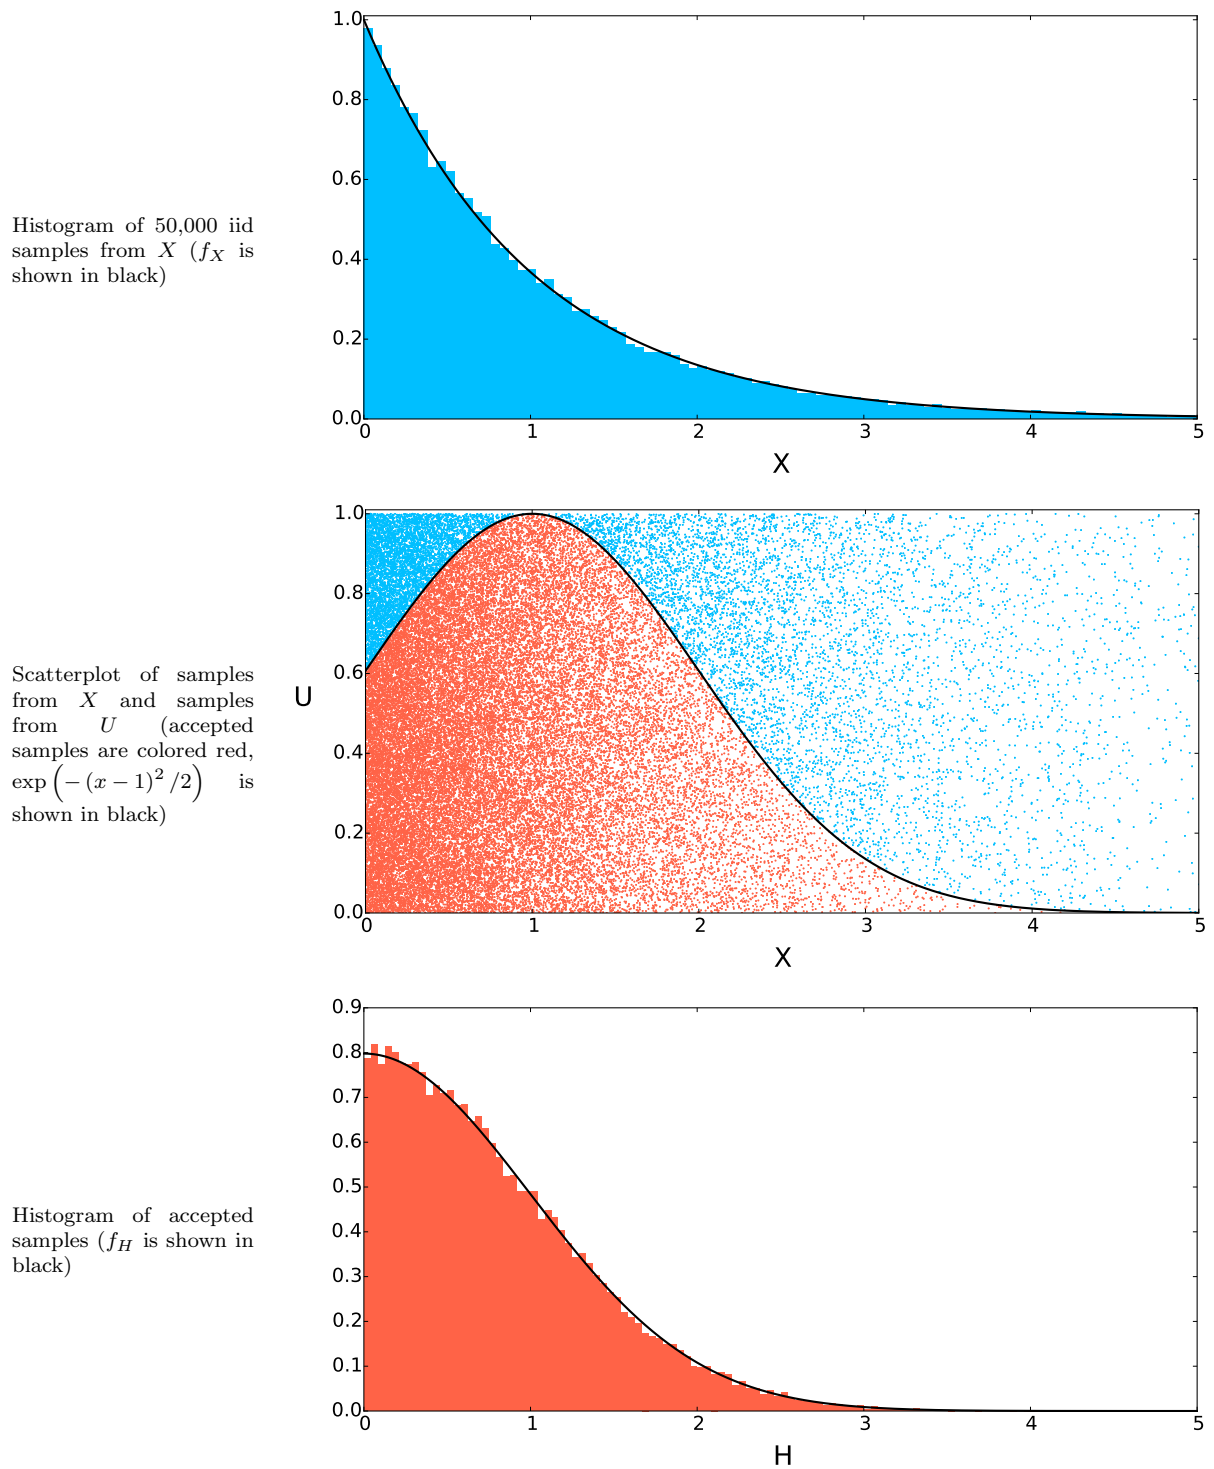 1.0
0.8
0.6
0.4
0.2
0.0
0 1 2 3 4 5
X
Histogram of 50,000 iid
samples from X (f_X is
shown in black)
1.0
0.8
0.6
0.4
0.2
0.0
U
0 1 2 3 4 5
X
Scatterplot of samples
from X and samples
from U (accepted
samples are colored red,
exp (− (x − 1)² /2) is
shown in black)
0.9
0.8
0.7
0.6
0.5
0.4
0.3
0.2
0.1
0.0
0 1 2 3 4 5
H
Histogram of accepted
samples (f_H is shown in
black)